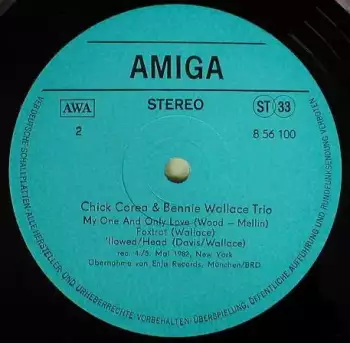 AMIGA
AWA
STEREO
ST 33
2
8 56 100
Chick Corea & Bennie Wallace Trio
My One And Only Love (Wood – Mellin)
Foxtrot (Wallace)
'llowed/Head (Davis/Wallace)
rec. 4./5. Mai 1982, New York
Übernahme von Enja Records, München/BRD
VEB DEUTSCHE SCHALLPLATTEN · ALLE HERSTELLER- UND URHEBERRECHTE VORBEHALTEN · ÜBERSPIELUNG, ÖFFENTLICHE AUFFÜHRUNG UND RUNDFUNKSENDUNG VERBOTEN